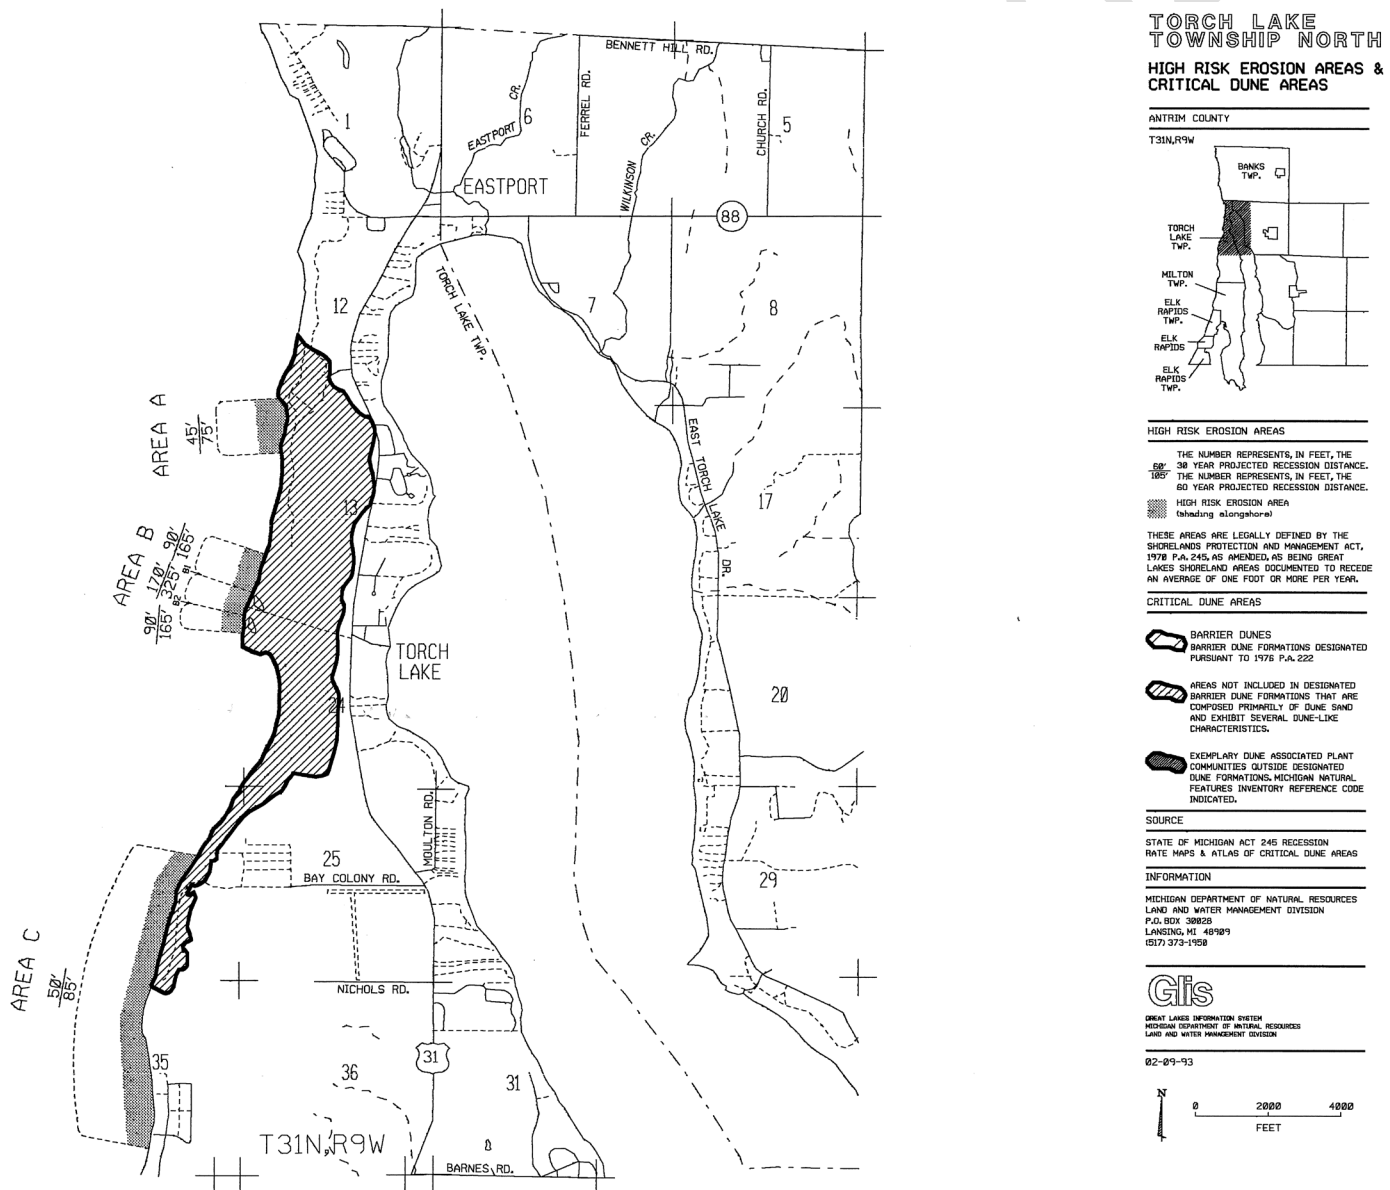 TORCH LAKE
TOWNSHIP NORTH
HIGH RISK EROSION AREAS &
CRITICAL DUNE AREAS
ANTRIM COUNTY
T31N,R9W
BANKS
TWP.
TORCH
LAKE
TWP.
MILTON
TWP.
ELK
RAPIDS
TWP.
ELK
RAPIDS
ELK
RAPIDS
TWP.
HIGH RISK EROSION AREAS
60'
105'
THE NUMBER REPRESENTS, IN FEET, THE
30 YEAR PROJECTED RECESSION DISTANCE.
THE NUMBER REPRESENTS, IN FEET, THE
60 YEAR PROJECTED RECESSION DISTANCE.
HIGH RISK EROSION AREA
(shading alongshore)
THESE AREAS ARE LEGALLY DEFINED BY THE
SHORELANDS PROTECTION AND MANAGEMENT ACT,
1970 P.A. 245, AS AMENDED, AS BEING GREAT
LAKES SHORELAND AREAS DOCUMENTED TO RECEDE
AN AVERAGE OF ONE FOOT OR MORE PER YEAR.
CRITICAL DUNE AREAS
BARRIER DUNES
BARRIER DUNE FORMATIONS DESIGNATED
PURSUANT TO 1976 P.A. 222
AREAS NOT INCLUDED IN DESIGNATED
BARRIER DUNE FORMATIONS THAT ARE
COMPOSED PRIMARILY OF DUNE SAND
AND EXHIBIT SEVERAL DUNE-LIKE
CHARACTERISTICS.
EXEMPLARY DUNE ASSOCIATED PLANT
COMMUNITIES OUTSIDE DESIGNATED
DUNE FORMATIONS. MICHIGAN NATURAL
FEATURES INVENTORY REFERENCE CODE
INDICATED.
SOURCE
STATE OF MICHIGAN ACT 245 RECESSION
RATE MAPS & ATLAS OF CRITICAL DUNE AREAS
INFORMATION
MICHIGAN DEPARTMENT OF NATURAL RESOURCES
LAND AND WATER MANAGEMENT DIVISION
P.O. BOX 30028
LANSING, MI 48909
(517) 373-1950
Glis
GREAT LAKES INFORMATION SYSTEM
MICHIGAN DEPARTMENT OF NATURAL RESOURCES
LAND AND WATER MANAGEMENT DIVISION
02-09-93
N
0 2000 4000
FEET
BENNETT HILL RD.
1
EASTPORT CR.
6
FERREL RD.
WILKINSON CR.
CHURCH RD.
5
EASTPORT
88
12
TORCH LAKE TWP.
7
8
AREA A
45'
75'
EAST TORCH LAKE DR.
13
17
AREA B
90'
165'
B1
170'
325'
B2
90'
165'
TORCH
LAKE
24
20
MOULTON RD.
25
BAY COLONY RD.
29
AREA C
50'
85'
NICHOLS RD.
31
35
36
31
T31N,R9W
BARNES RD.